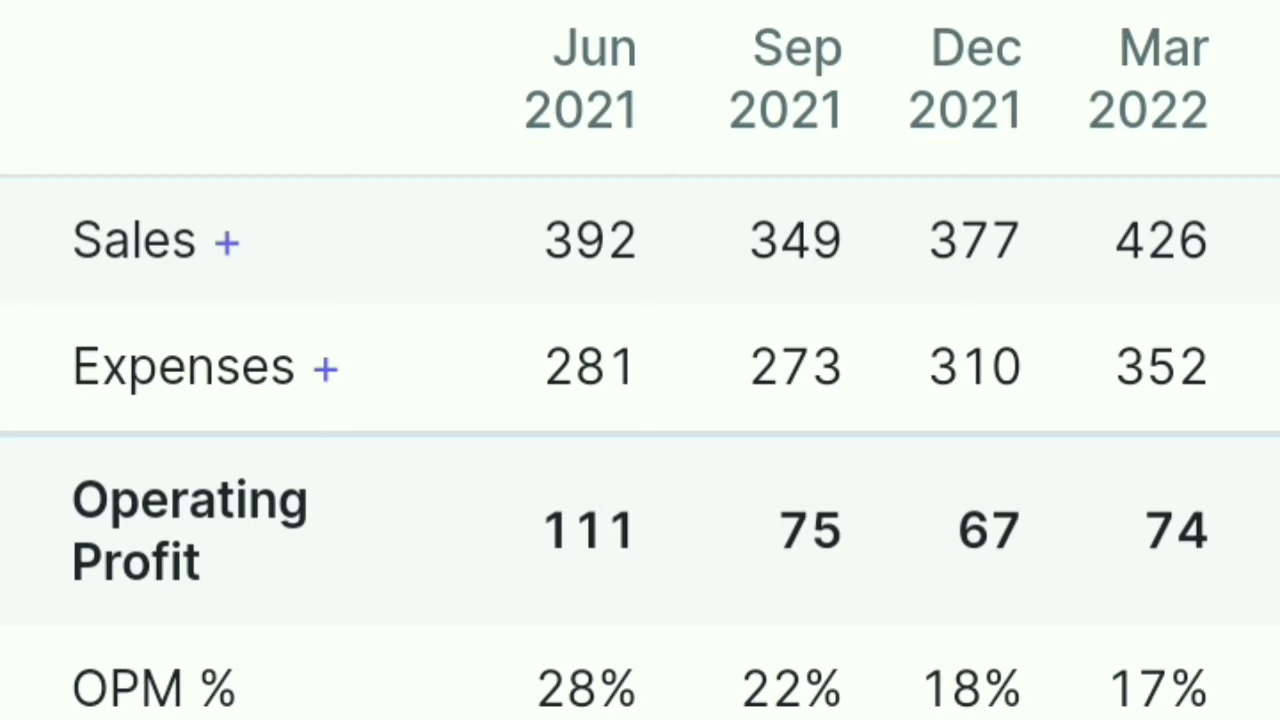 Jun Sep Dec Mar
2021 2021 2021 2022
Sales + 392 349 377 426
Expenses + 281 273 310 352
Operating
Profit 111 75 67 74
OPM % 28% 22% 18% 17%